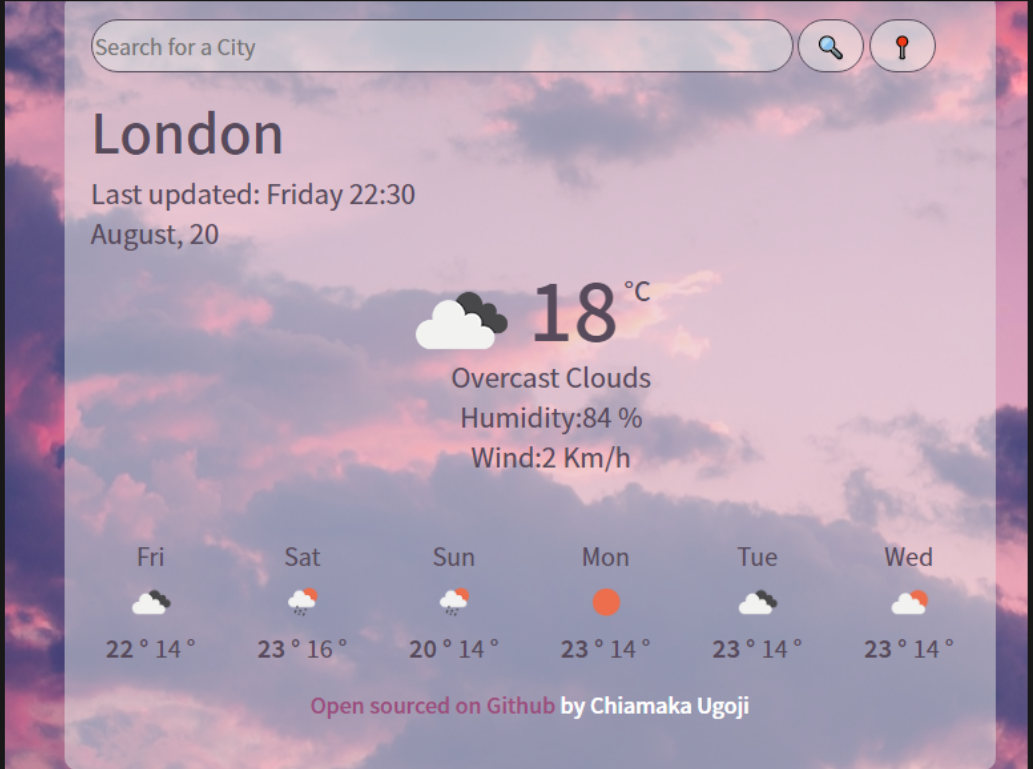 Search for a City
London
Last updated: Friday 22:30
August, 20
18 °C
Overcast Clouds
Humidity:84 %
Wind:2 Km/h
Fri Sat Sun Mon Tue Wed
22 ° 14 ° 23 ° 16 ° 20 ° 14 ° 23 ° 14 ° 23 ° 14 ° 23 ° 14 °
Open sourced on Github by Chiamaka Ugoji